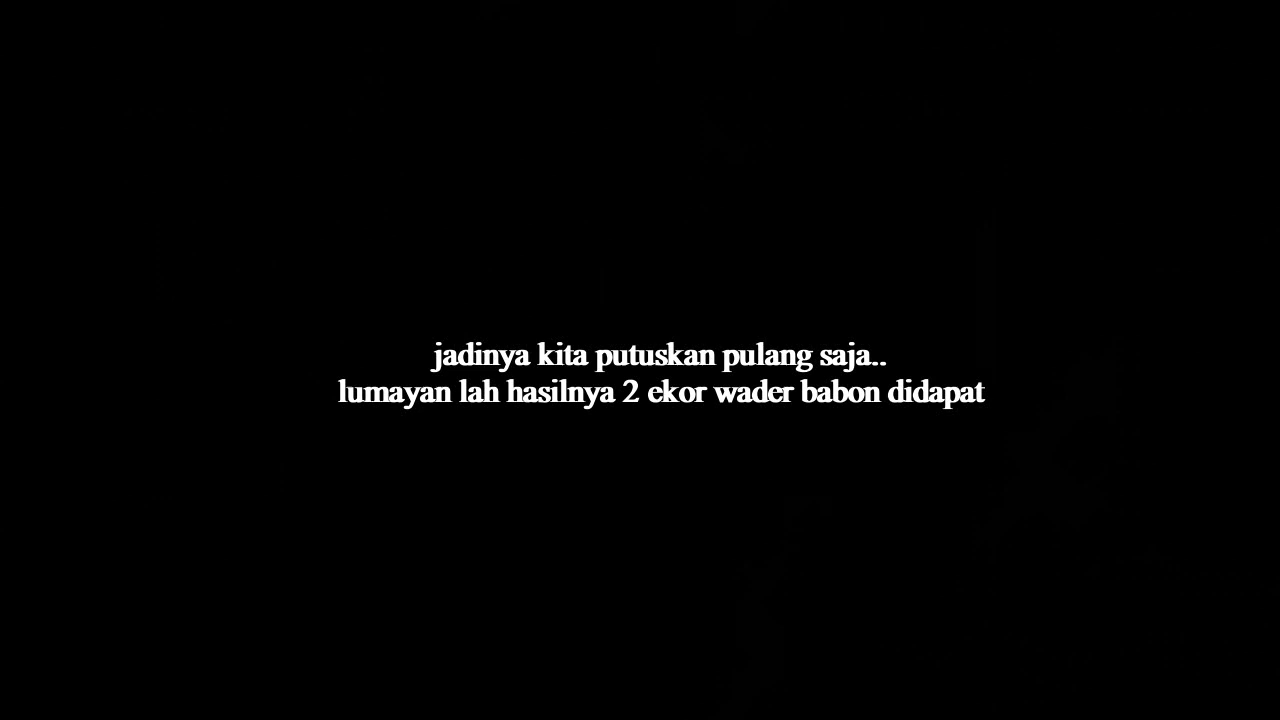 jadinya kita putuskan pulang saja..
lumayan lah hasilnya 2 ekor wader babon didapat